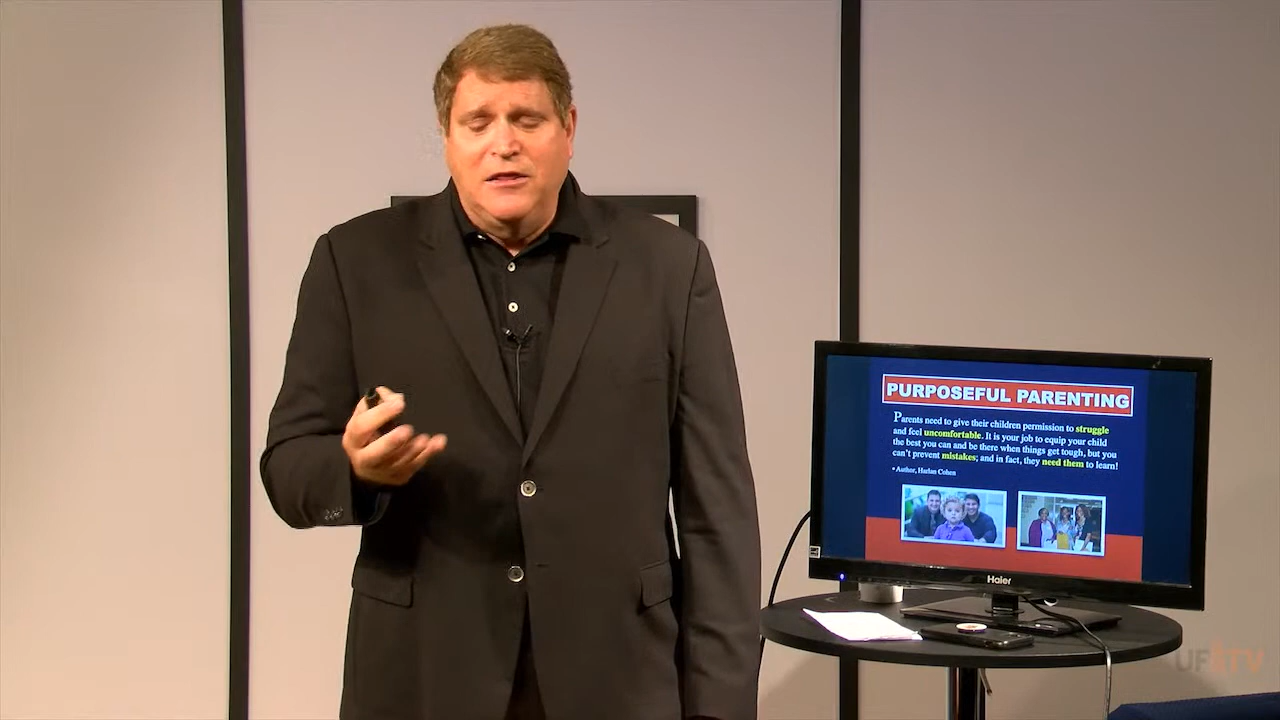 PURPOSEFUL PARENTING
Parents need to give their children permission to struggle
and feel uncomfortable. It is your job to equip your child
the best you can and be there when things get tough, but you
can't prevent mistakes; and in fact, they need them to learn!
• Author, Harlan Cohen
Haier
UF TV